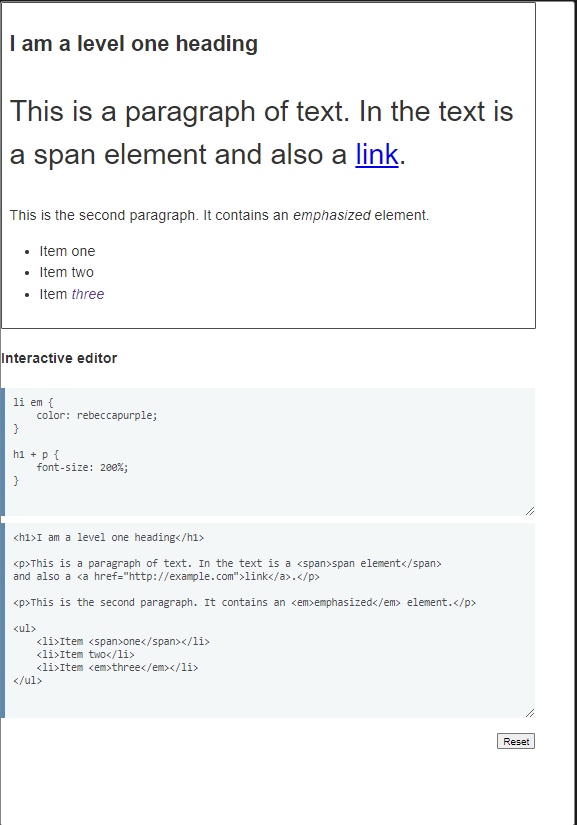 I am a level one heading
This is a paragraph of text. In the text is
a span element and also a link.
This is the second paragraph. It contains an emphasized element.
• Item one
• Item two
• Item three
Interactive editor
li em {
    color: rebeccapurple;
}
h1 + p {
    font-size: 200%;
}
<h1>I am a level one heading</h1>
<p>This is a paragraph of text. In the text is a <span>span element</span>
and also a <a href="http://example.com">link</a>.</p>
<p>This is the second paragraph. It contains an <em>emphasized</em> element.</p>
<ul>
    <li>Item <span>one</span></li>
    <li>Item two</li>
    <li>Item <em>three</em></li>
</ul>
Reset